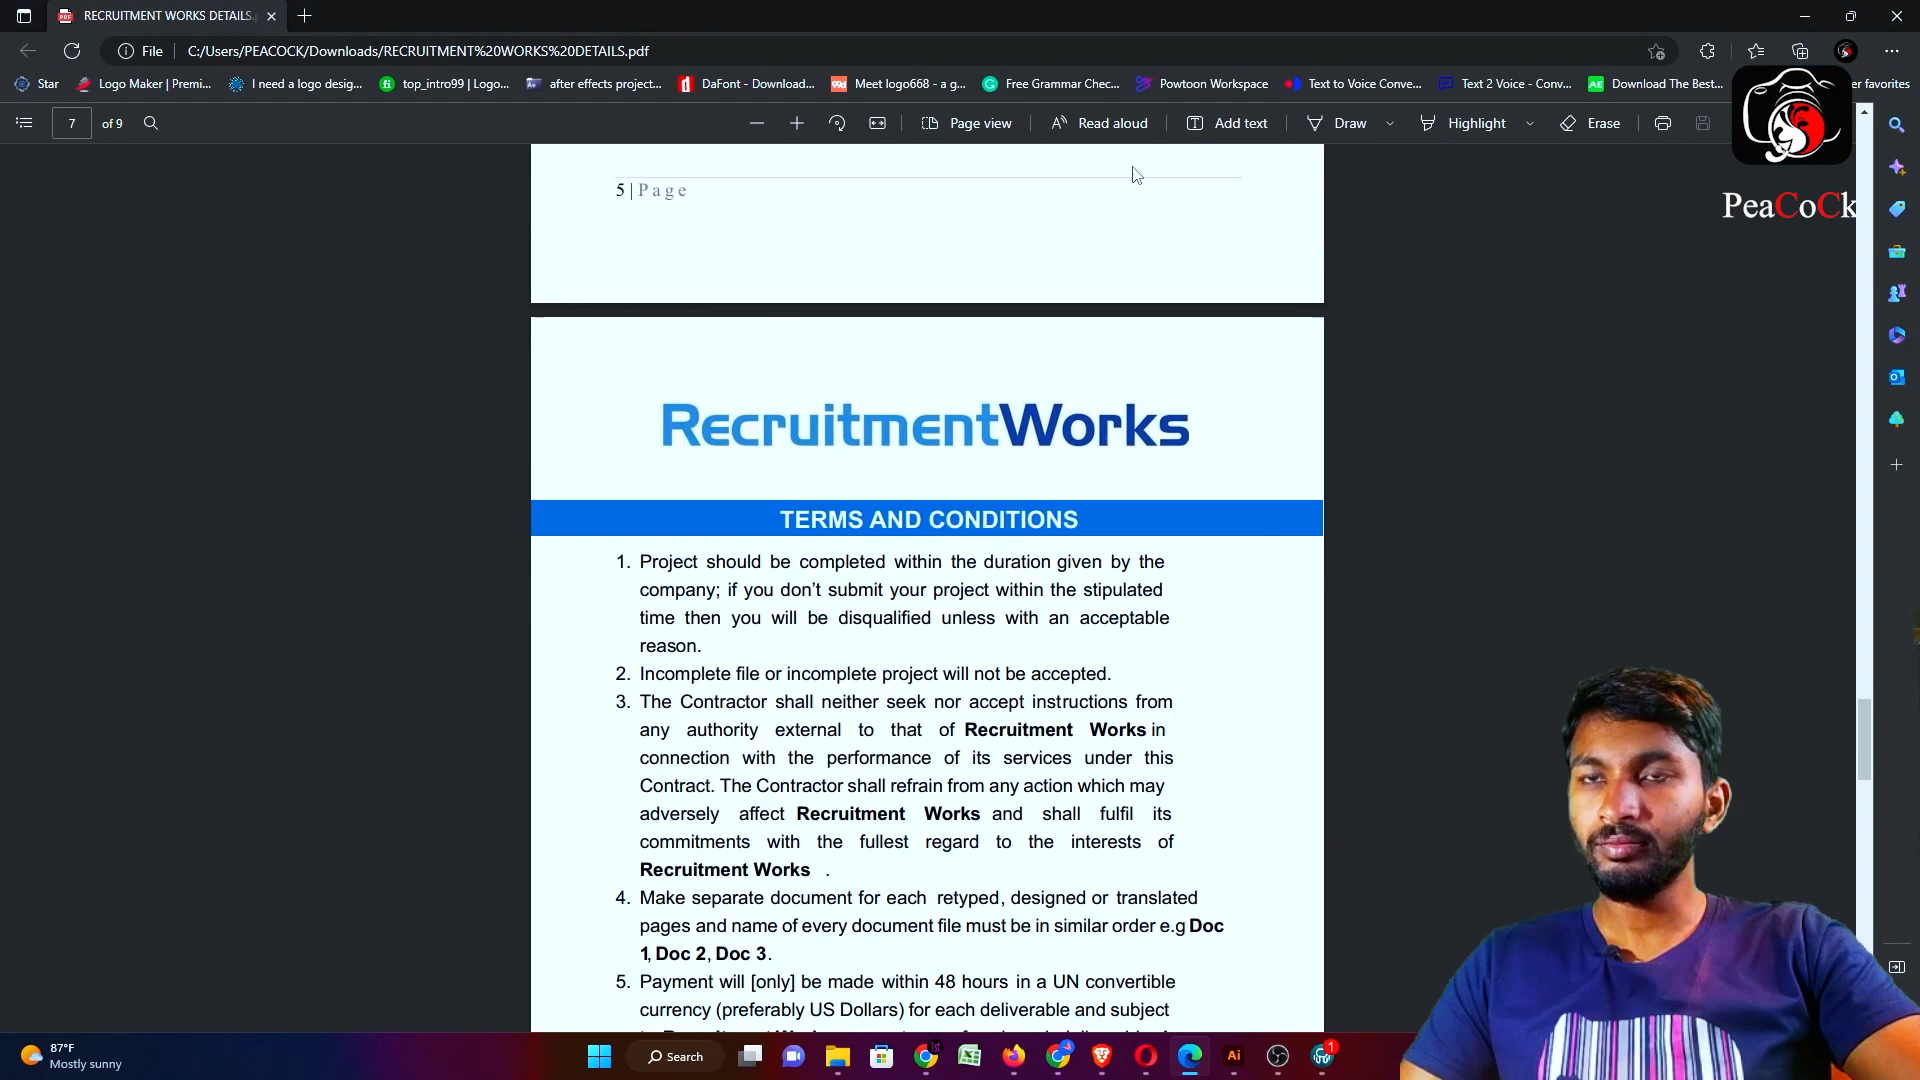 RECRUITMENT WORKS DETAILS.
File
C:/Users/PEACOCK/Downloads/RECRUITMENT%20WORKS%20DETAILS.pdf
Star
Logo Maker | Premi...
I need a logo desig...
top_intro99 | Logo...
after effects project...
DaFont - Download...
Meet logo668 - a g...
Free Grammar Chec...
Powtoon Workspace
Text to Voice Conve...
Text 2 Voice - Conv...
Download The Best...
er favorites
7 of 9
Page view
Read aloud
Add text
Draw
Highlight
Erase
PeaCoCk
5 | Page
RecruitmentWorks
TERMS AND CONDITIONS
1. Project should be completed within the duration given by the
company; if you don’t submit your project within the stipulated
time then you will be disqualified unless with an acceptable
reason.
2. Incomplete file or incomplete project will not be accepted.
3. The Contractor shall neither seek nor accept instructions from
any authority external to that of Recruitment Works in
connection with the performance of its services under this
Contract. The Contractor shall refrain from any action which may
adversely affect Recruitment Works and shall fulfil its
commitments with the fullest regard to the interests of
Recruitment Works .
4. Make separate document for each retyped, designed or translated
pages and name of every document file must be in similar order e.g Doc
1, Doc 2, Doc 3.
5. Payment will [only] be made within 48 hours in a UN convertible
currency (preferably US Dollars) for each deliverable and subject
87°F
Mostly sunny
Search
Ai
1